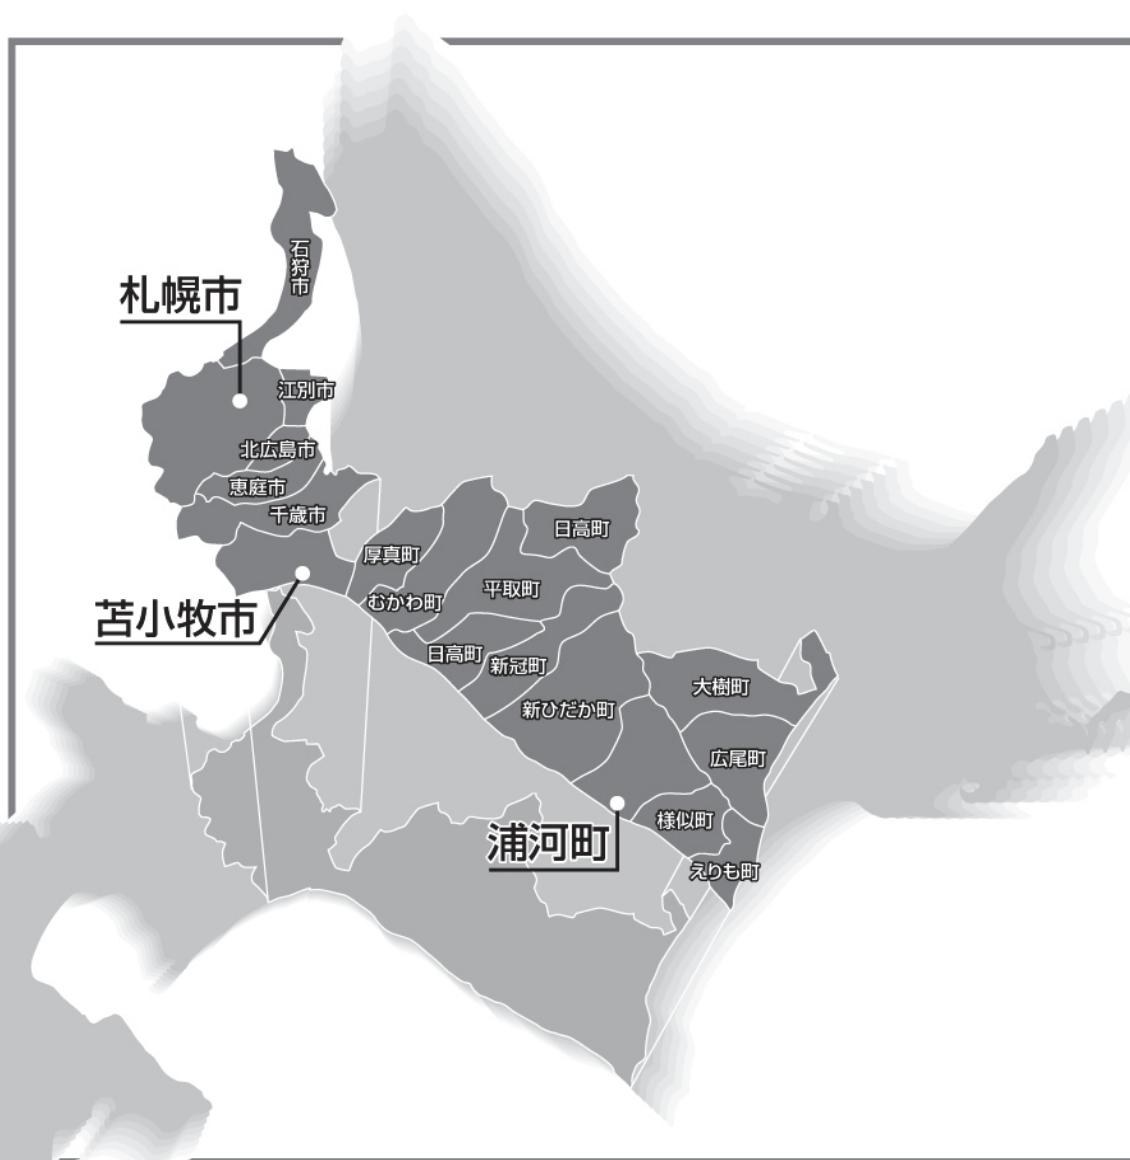 石狩市
札幌市
江別市
北広島市
恵庭市
千歳市
日高町
厚真町
平取町
むかわ町
苫小牧市
日高町
新冠町
大樹町
新ひだか町
広尾町
様似町
浦河町
えりも町